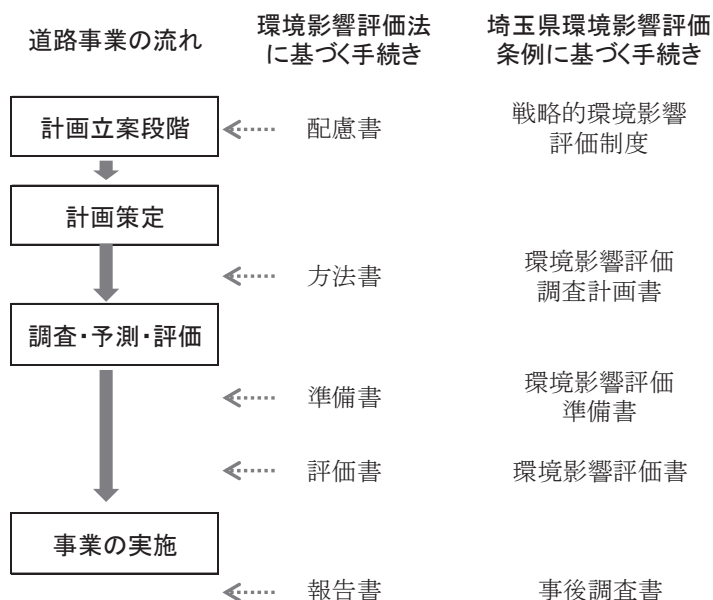 道路事業の流れ
環境影響評価法
に基づく手続き
埼玉県環境影響評価
条例に基づく手続き
計画立案段階
配慮書
戦略的環境影響
評価制度
計画策定
方法書
環境影響評価
調査計画書
調査・予測・評価
準備書
環境影響評価
準備書
評価書
環境影響評価書
事業の実施
報告書
事後調査書